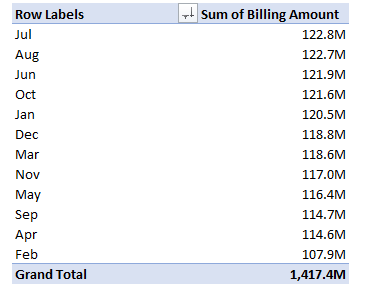 Row Labels Sum of Billing Amount
Jul 122.8M
Aug 122.7M
Jun 121.9M
Oct 121.6M
Jan 120.5M
Dec 118.8M
Mar 118.6M
Nov 117.0M
May 116.4M
Sep 114.7M
Apr 114.6M
Feb 107.9M
Grand Total 1,417.4M